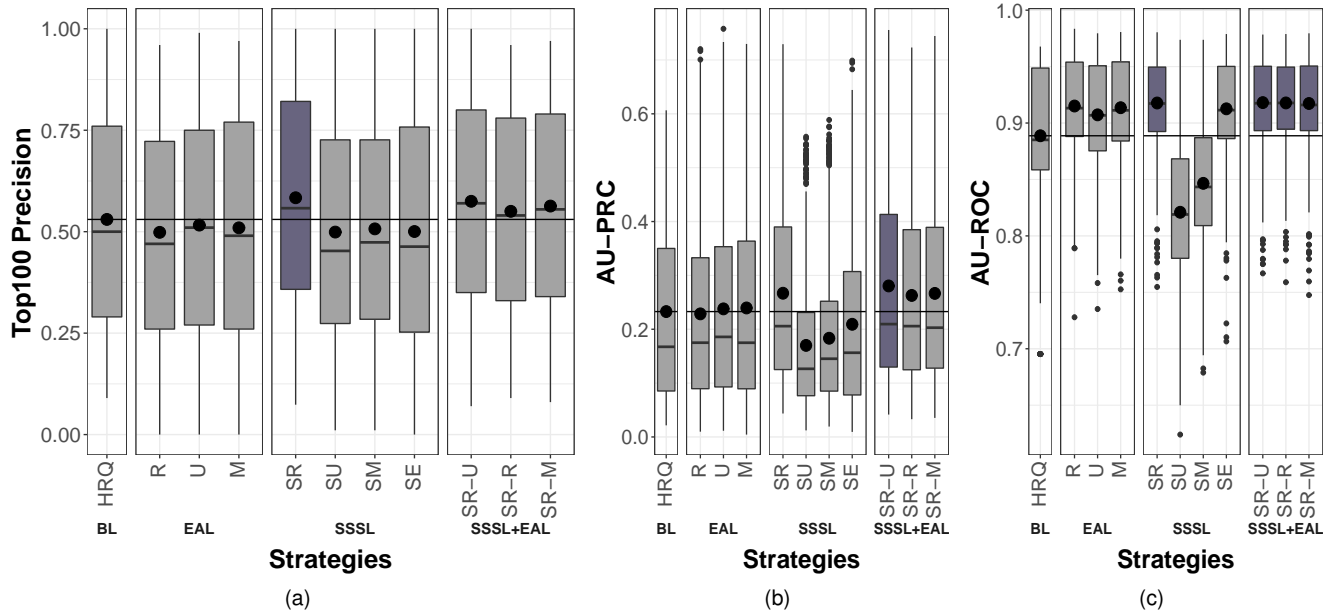 Top100 Precision
1.00
0.75
0.50
0.25
0.00
HRQ
R
U
M
SR
SU
SM
SE
SR-U
SR-R
SR-M
BL
EAL
SSSL
SSSL+EAL
Strategies
(a)
AU-PRC
0.6
0.4
0.2
0.0
HRQ
R
U
M
SR
SU
SM
SE
SR-U
SR-R
SR-M
BL
EAL
SSSL
SSSL+EAL
Strategies
(b)
AU-ROC
1.0
0.9
0.8
0.7
HRQ
R
U
M
SR
SU
SM
SE
SR-U
SR-R
SR-M
BL
EAL
SSSL
SSSL+EAL
Strategies
(c)